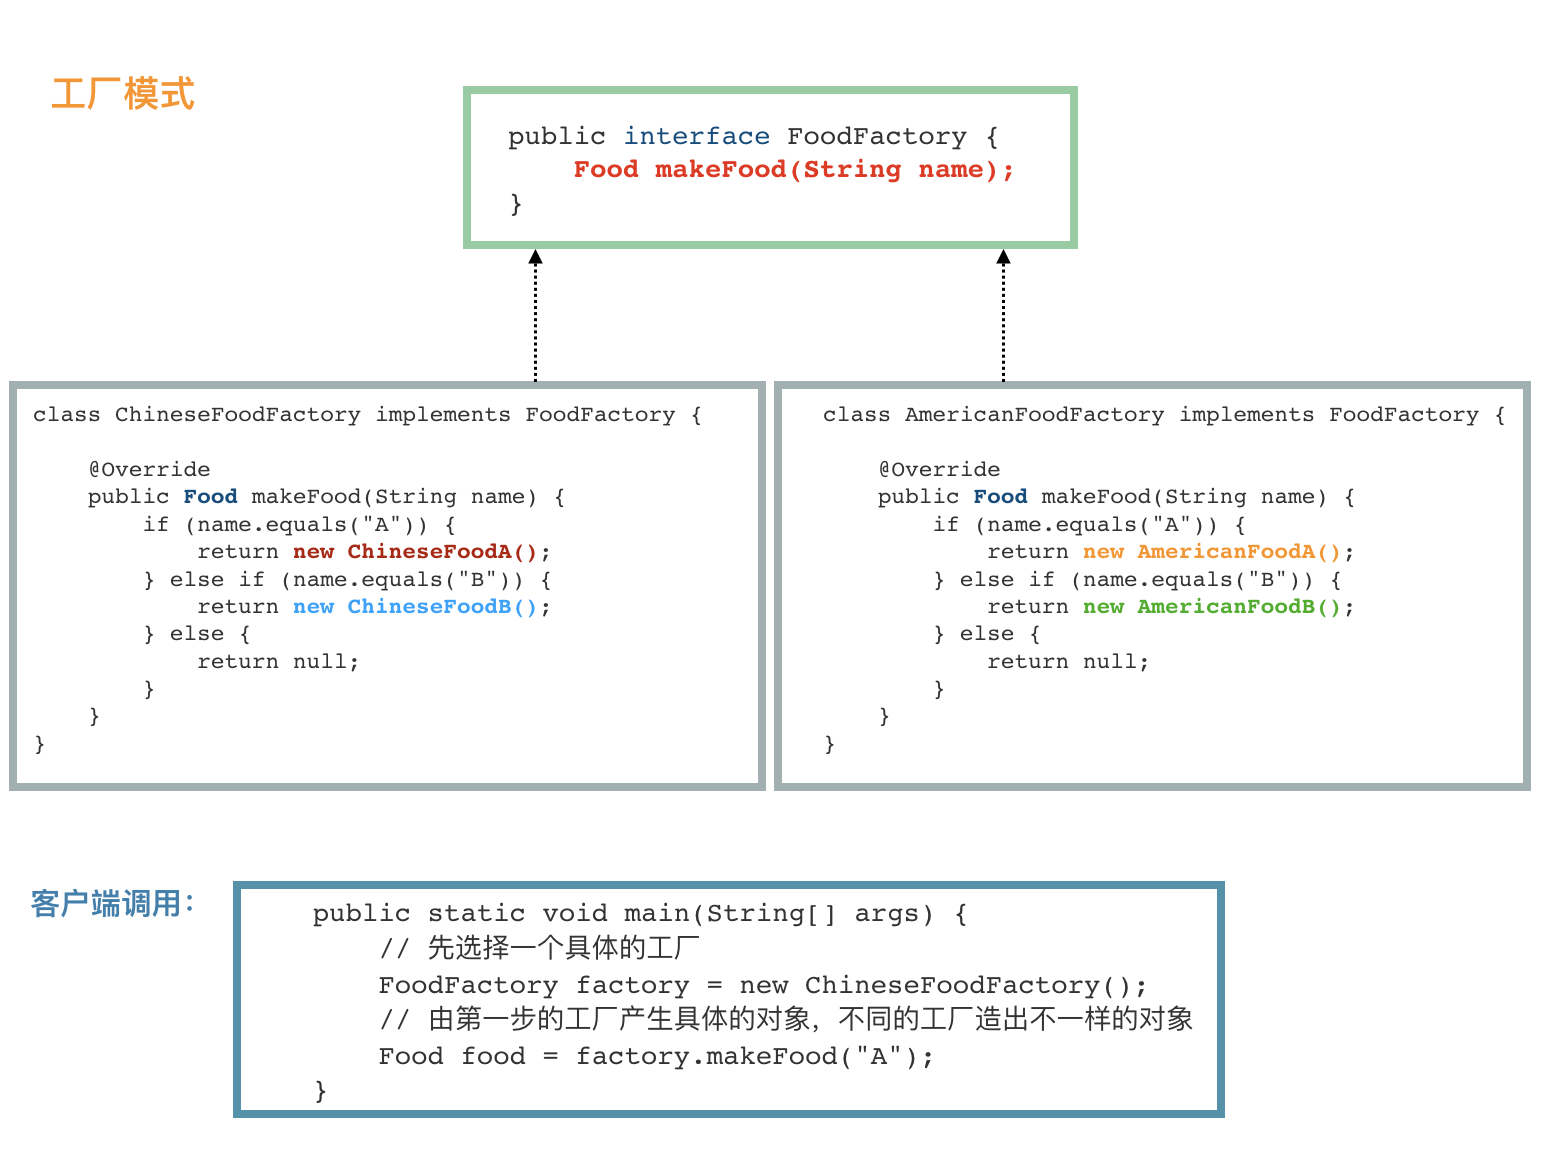 工厂模式
public interface FoodFactory {
    Food makeFood(String name);
}
class ChineseFoodFactory implements FoodFactory {
    @Override
    public Food makeFood(String name) {
        if (name.equals("A")) {
            return new ChineseFoodA();
        } else if (name.equals("B")) {
            return new ChineseFoodB();
        } else {
            return null;
        }
    }
}
class AmericanFoodFactory implements FoodFactory {
    @Override
    public Food makeFood(String name) {
        if (name.equals("A")) {
            return new AmericanFoodA();
        } else if (name.equals("B")) {
            return new AmericanFoodB();
        } else {
            return null;
        }
    }
}
客户端调用：
public static void main(String[] args) {
    // 先选择一个具体的工厂
    FoodFactory factory = new ChineseFoodFactory();
    // 由第一步的工厂产生具体的对象，不同的工厂造出不一样的对象
    Food food = factory.makeFood("A");
}